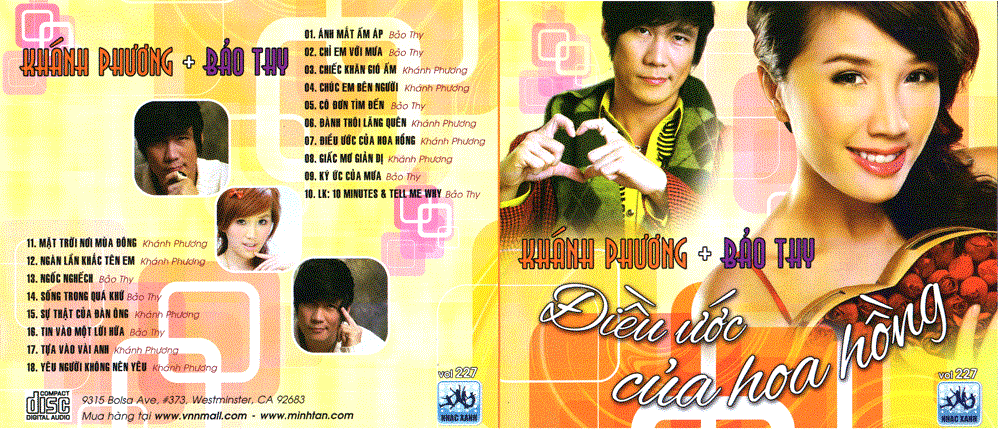 KHÁNH PHƯƠNG + BẢO THY
01. ÁNH MẮT ẤM ÁP Bảo Thy
02. CHỈ EM VỚI MƯA Bảo Thy
03. CHIẾC KHĂN GIÓ ẤM Khánh Phương
04. CHÚC EM BÊN NGƯỜI Khánh Phương
05. CÔ ĐƠN TÌM ĐẾN Bảo Thy
06. ĐÀNH THÔI LÃNG QUÊN Khánh Phương
07. ĐIỀU ƯỚC CỦA HOA HỒNG Khánh Phương
08. GIẤC MƠ GIẢN DỊ Khánh Phương
09. KÝ ỨC CỦA MƯA Bảo Thy
10. LK: 10 MINUTES & TELL ME WHY Bảo Thy
11. MẶT TRỜI NƠI MÙA ĐÔNG Khánh Phương
12. NGÀN LẦN KHẮC TÊN EM Khánh Phương
13. NGỐC NGHẾCH Bảo Thy
14. SỐNG TRONG QUÁ KHỨ Bảo Thy
15. SỰ THẬT CỦA ĐÀN ÔNG Khánh Phương
16. TIN VÀO MỘT LỜI HỨA Bảo Thy
17. TỰA VÀO VAI ANH Khánh Phương
18. YÊU NGƯỜI KHÔNG NÊN YÊU Khánh Phương
COMPACT
disc
DIGITAL AUDIO
9315 Bolsa Ave, #373, Westminster, CA 92683
Mua hàng tại www.vnnmall.com - www.minhtan.com
vol 227
NHẠC XANH
KHÁNH PHƯƠNG + BẢO THY
Điều ước
của hoa hồng
vol 227
NHẠC XANH